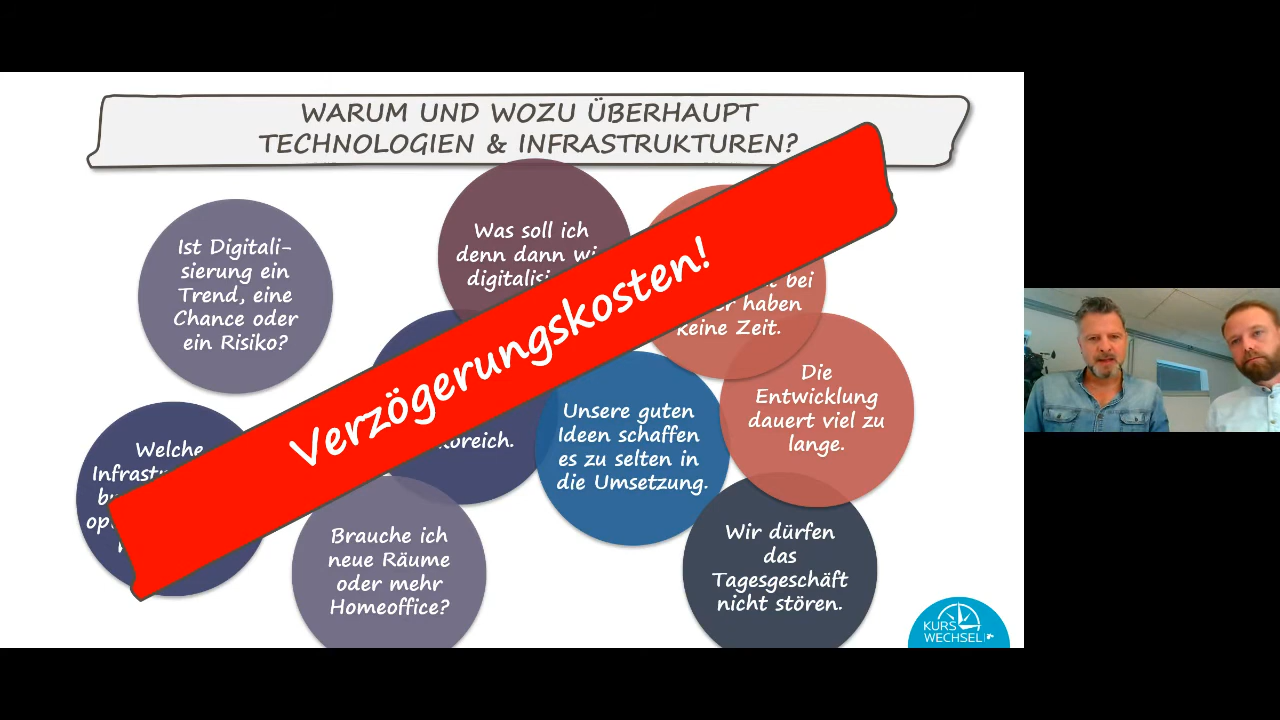 WARUM UND WOZU ÜBERHAUPT
TECHNOLOGIEN & INFRASTRUKTUREN?
Ist Digitali-
sierung ein
Trend, eine
Chance oder
ein Risiko?
Was soll ich
denn dann
bei
haben
keine Zeit.
Verzögerungskosten!
Die
Entwicklung
dauert viel zu
lange.
Unsere guten
Ideen schaffen
es zu selten in
die Umsetzung.
Welche
Brauche ich
neue Räume
oder mehr
Homeoffice?
Wir dürfen
das
Tagesgeschäft
nicht stören.
KURS
WECHSEL